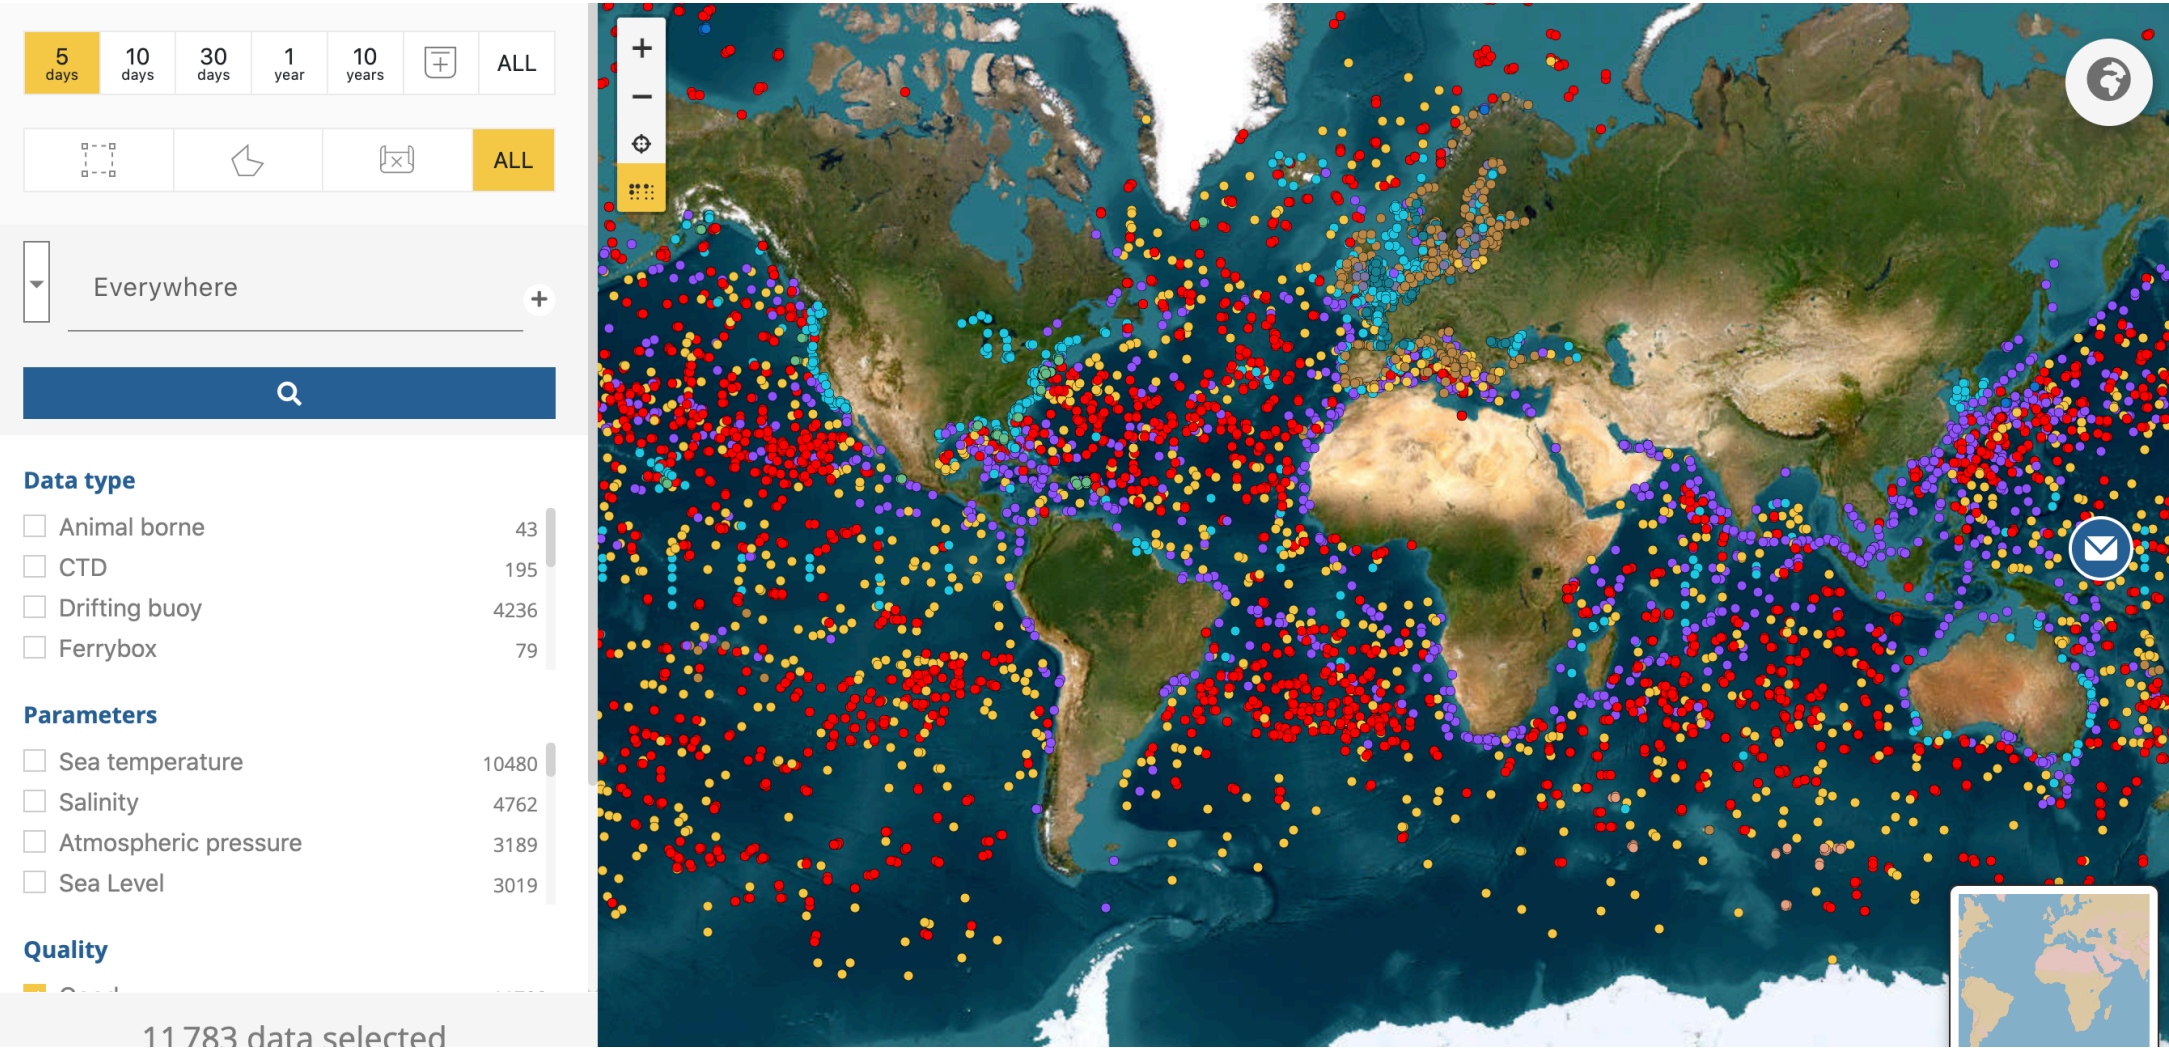 5 days 10 days 30 days 1 year 10 years ALL
ALL
Everywhere
Data type
Animal borne 43
CTD 195
Drifting buoy 4236
Ferrybox 79
Parameters
Sea temperature 10480
Salinity 4762
Atmospheric pressure 3189
Sea Level 3019
Quality
11 783 data selected